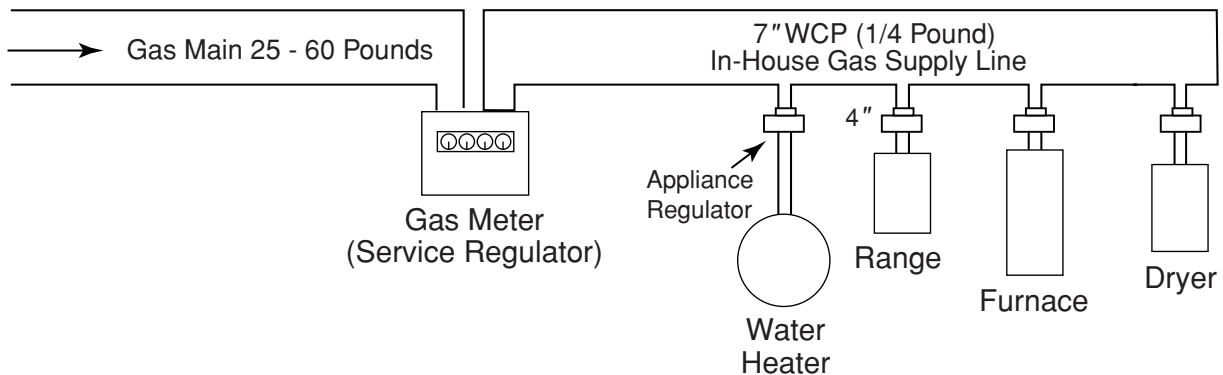 Gas Main 25 - 60 Pounds
7" WCP (1/4 Pound)
In-House Gas Supply Line
4"
Appliance
Regulator
Gas Meter
(Service Regulator)
Water
Heater
Range
Furnace
Dryer